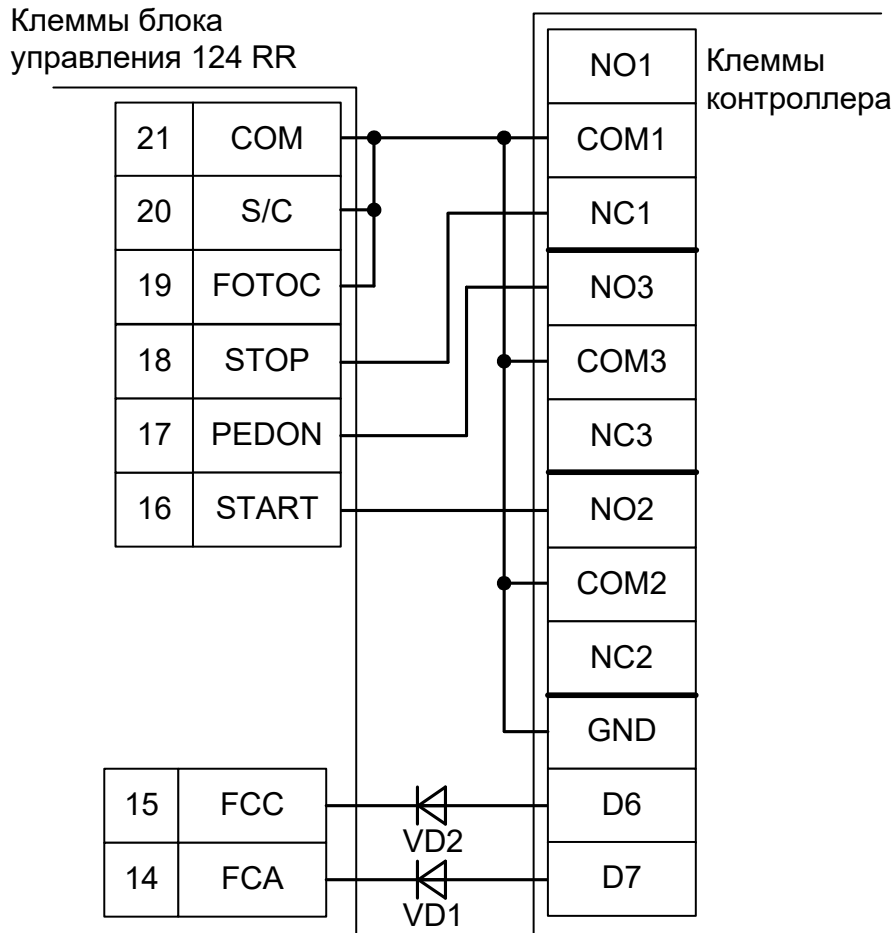 Клеммы блока
управления 124 RR
Клеммы
контроллера
21 COM
20 S/C
19 FOTOC
18 STOP
17 PEDON
16 START
15 FCC
14 FCA
VD2
VD1
NO1
COM1
NC1
NO3
COM3
NC3
NO2
COM2
NC2
GND
D6
D7